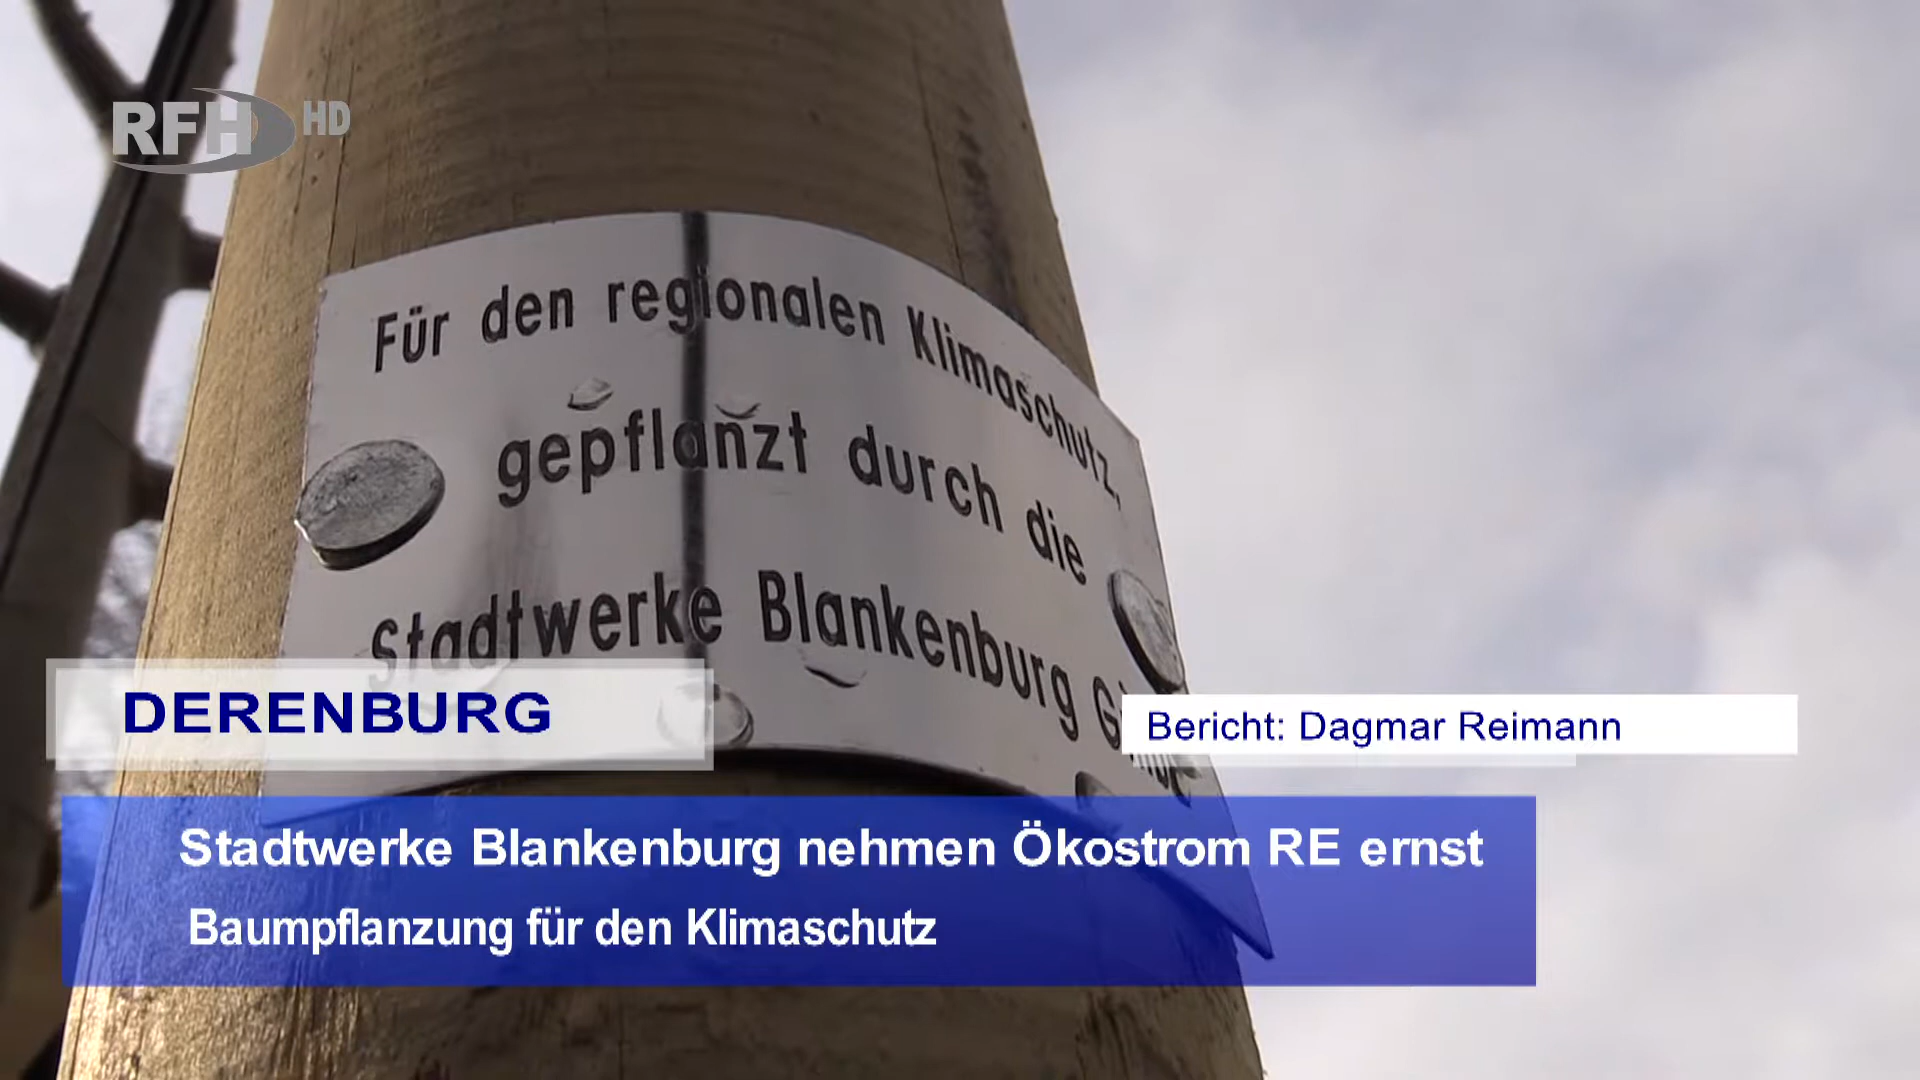 RFH HD
Für den regionalen Klimaschutz,
gepflanzt durch die
Stadtwerke Blankenburg
DERENBURG
Bericht: Dagmar Reimann
Stadtwerke Blankenburg nehmen Ökostrom RE ernst
Baumpflanzung für den Klimaschutz